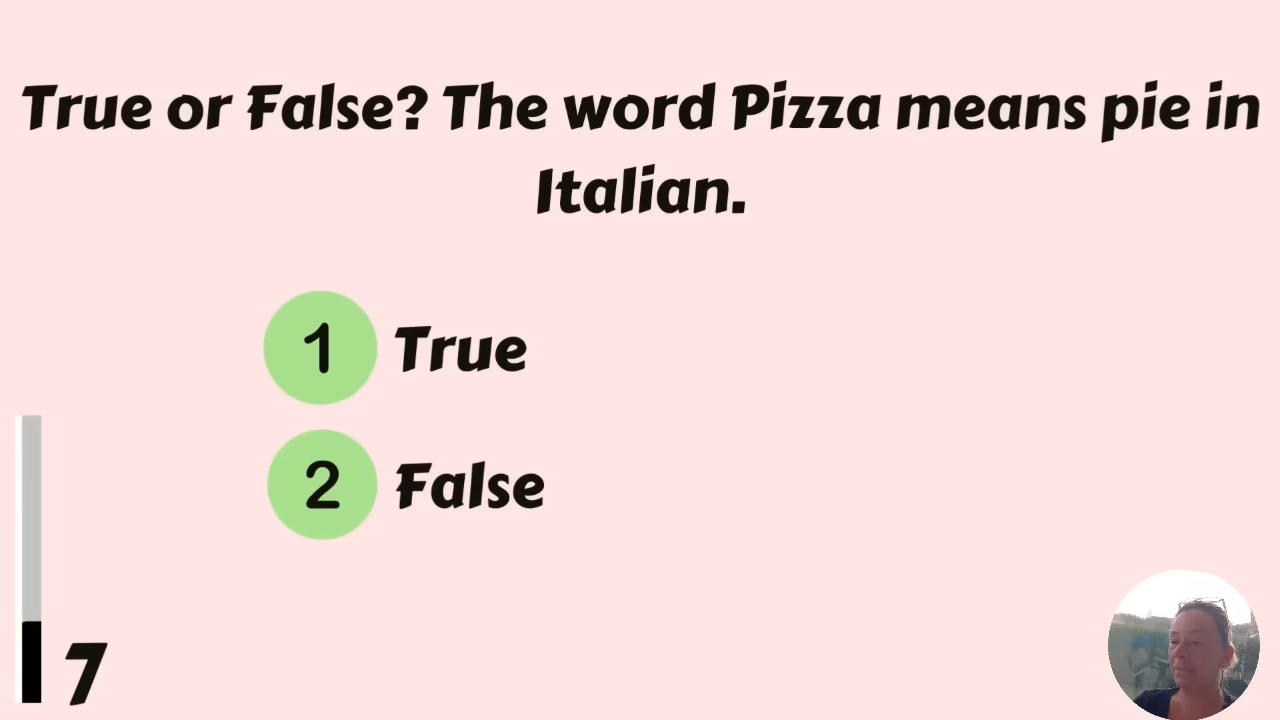 True or False? The word Pizza means pie in
Italian.
1 True
2 False
7